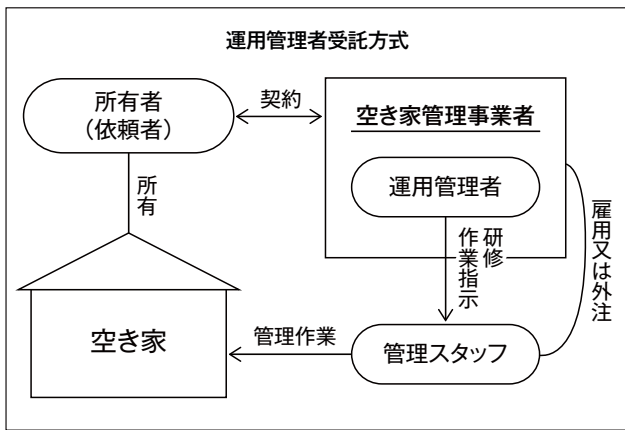 運用管理者受託方式
所有者
（依頼者）
契約
空き家管理事業者
運用管理者
所有
研修
作業指示
雇用又は外注
空き家
管理作業
管理スタッフ